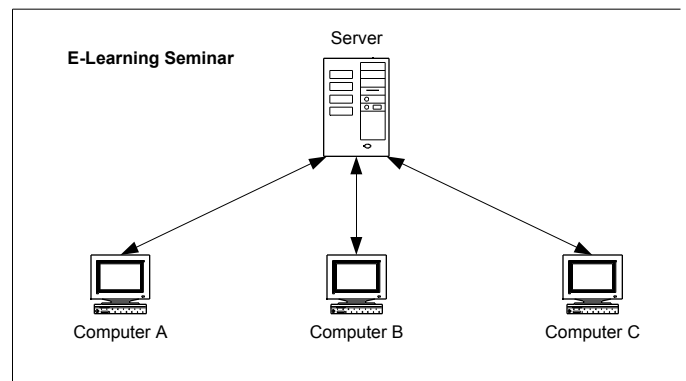 Server
E-Learning Seminar
Computer A
Computer B
Computer C